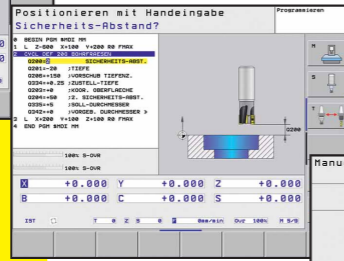 Positionieren mit Handeingabe
Programmieren
Sicherheits-Abstand?
0 BEGIN PGM $MDI MM
1 L Z-500 X+100 Y+200 R0 FMAX
2 CYCL DEF 208 BOHRFRAESEN
Q200=2 SICHERHEITS-ABST.
Q201=-20 ;TIEFE
Q206=+150 ;VORSCHUB TIEFENZ.
Q334=+0.25 ;ZUSTELL-TIEFE
Q203=+0 ;KOOR. OBERFLAECHE
Q204=+50 ;2. SICHERHEITS-ABST.
Q335=+5 ;SOLL-DURCHMESSER
Q342=+0 ;VORGEB. DURCHMESSER >
3 L X+200 Y+100 Z+100 R0 FMAX
4 END PGM $MDI MM
Q200
M
S
T
100% S-OVR
100% S-OVR
X +0.000 Y +0.000 Z +0.000
B +0.000 C +0.000 S +0.000
IST T 0 Z S 0 F 0mm/min Ovr 100% M 5/9
Manu